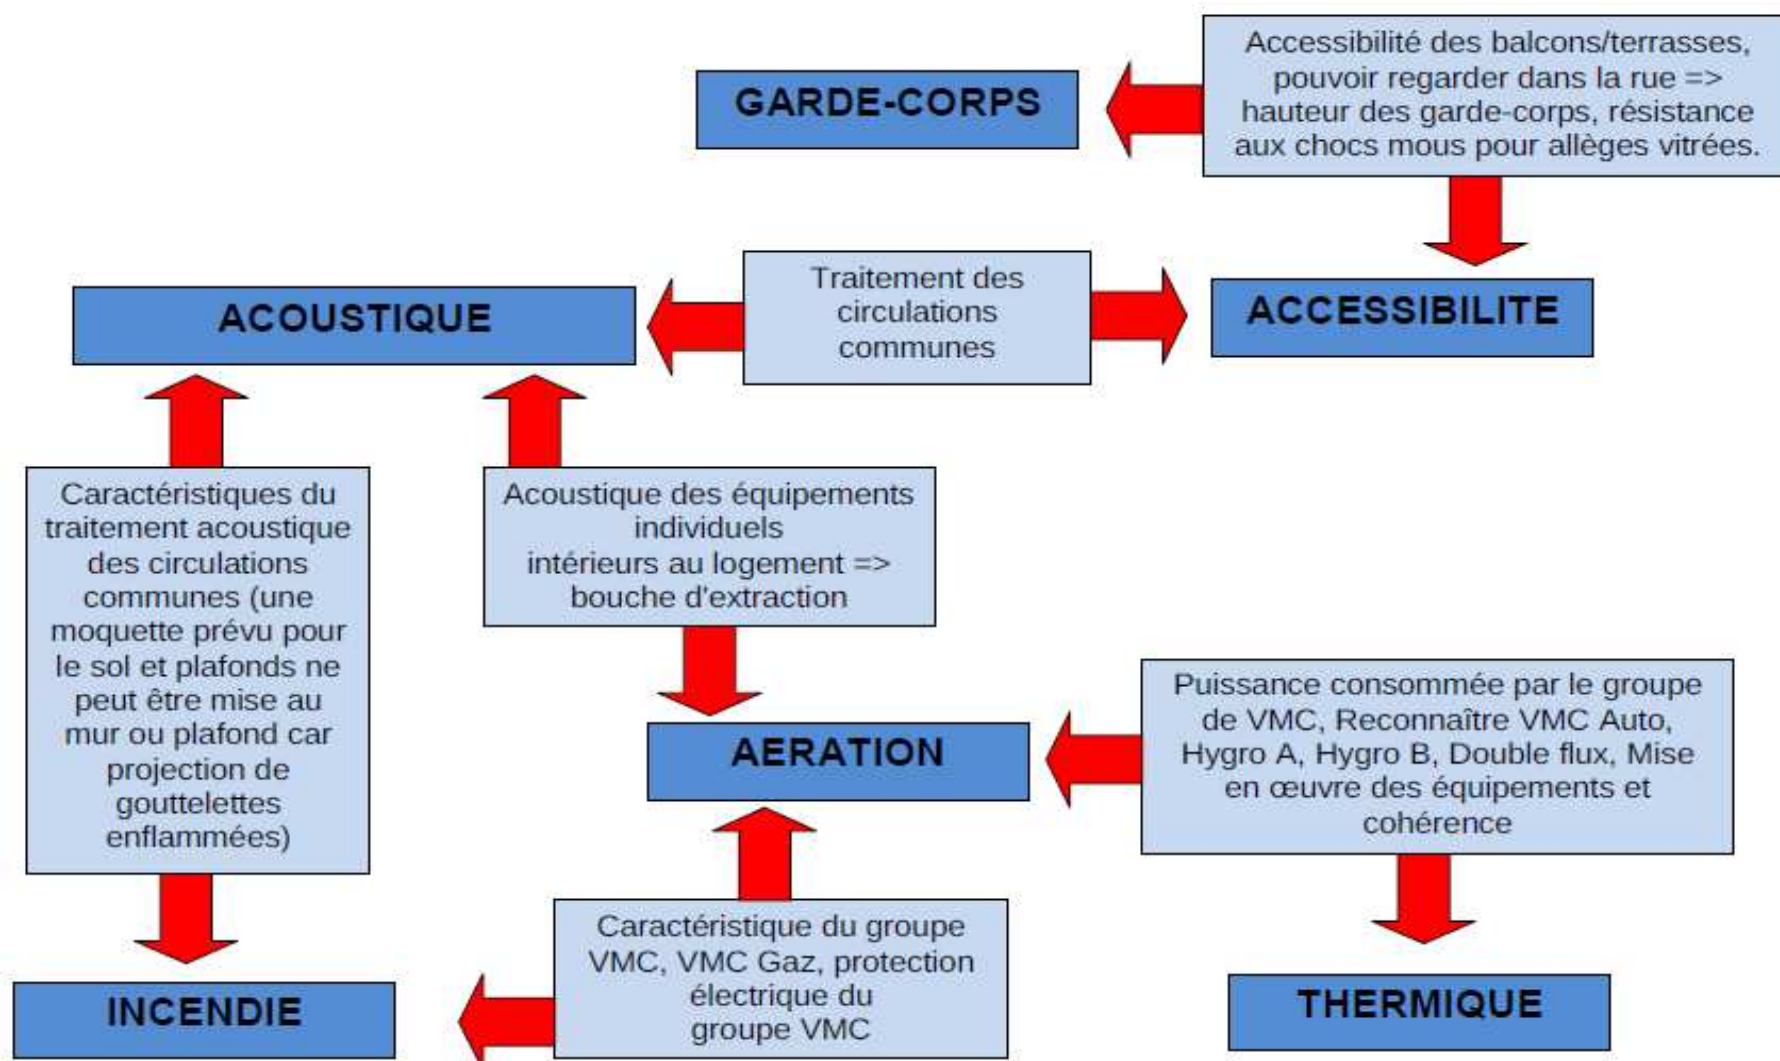 Accessibilité des balcons/terrasses,
pouvoir regarder dans la rue =>
hauteur des garde-corps, résistance
aux chocs mous pour allèges vitrées.
GARDE-CORPS
Traitement des
circulations
communes
ACOUSTIQUE
ACCESSIBILITE
Caractéristiques du
traitement acoustique
des circulations
communes (une
moquette prévu pour
le sol et plafonds ne
peut être mise au
mur ou plafond car
projection de
gouttelettes
enflammées)
Acoustique des équipements
individuels
intérieurs au logement =>
bouche d'extraction
AERATION
Puissance consommée par le groupe
de VMC, Reconnaître VMC Auto,
Hygro A, Hygro B, Double flux, Mise
en œuvre des équipements et
cohérence
Caractéristique du groupe
VMC, VMC Gaz, protection
électrique du
groupe VMC
INCENDIE
THERMIQUE